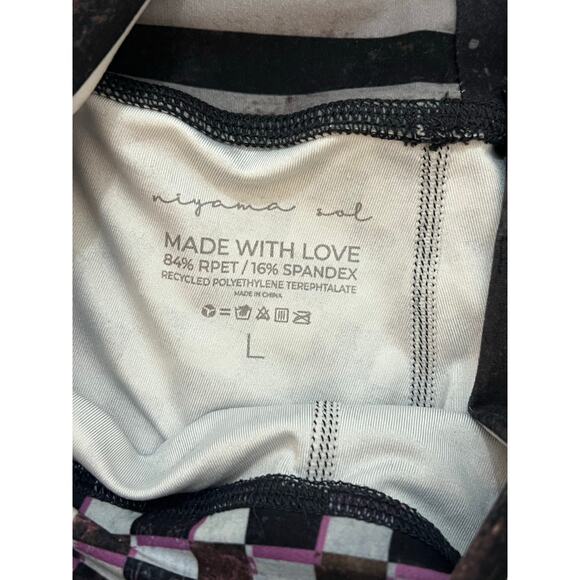 niyama sol
MADE WITH LOVE
84% RPET / 16% SPANDEX
RECYCLED POLYETHYLENE TEREPHTALATE
MADE IN CHINA
L